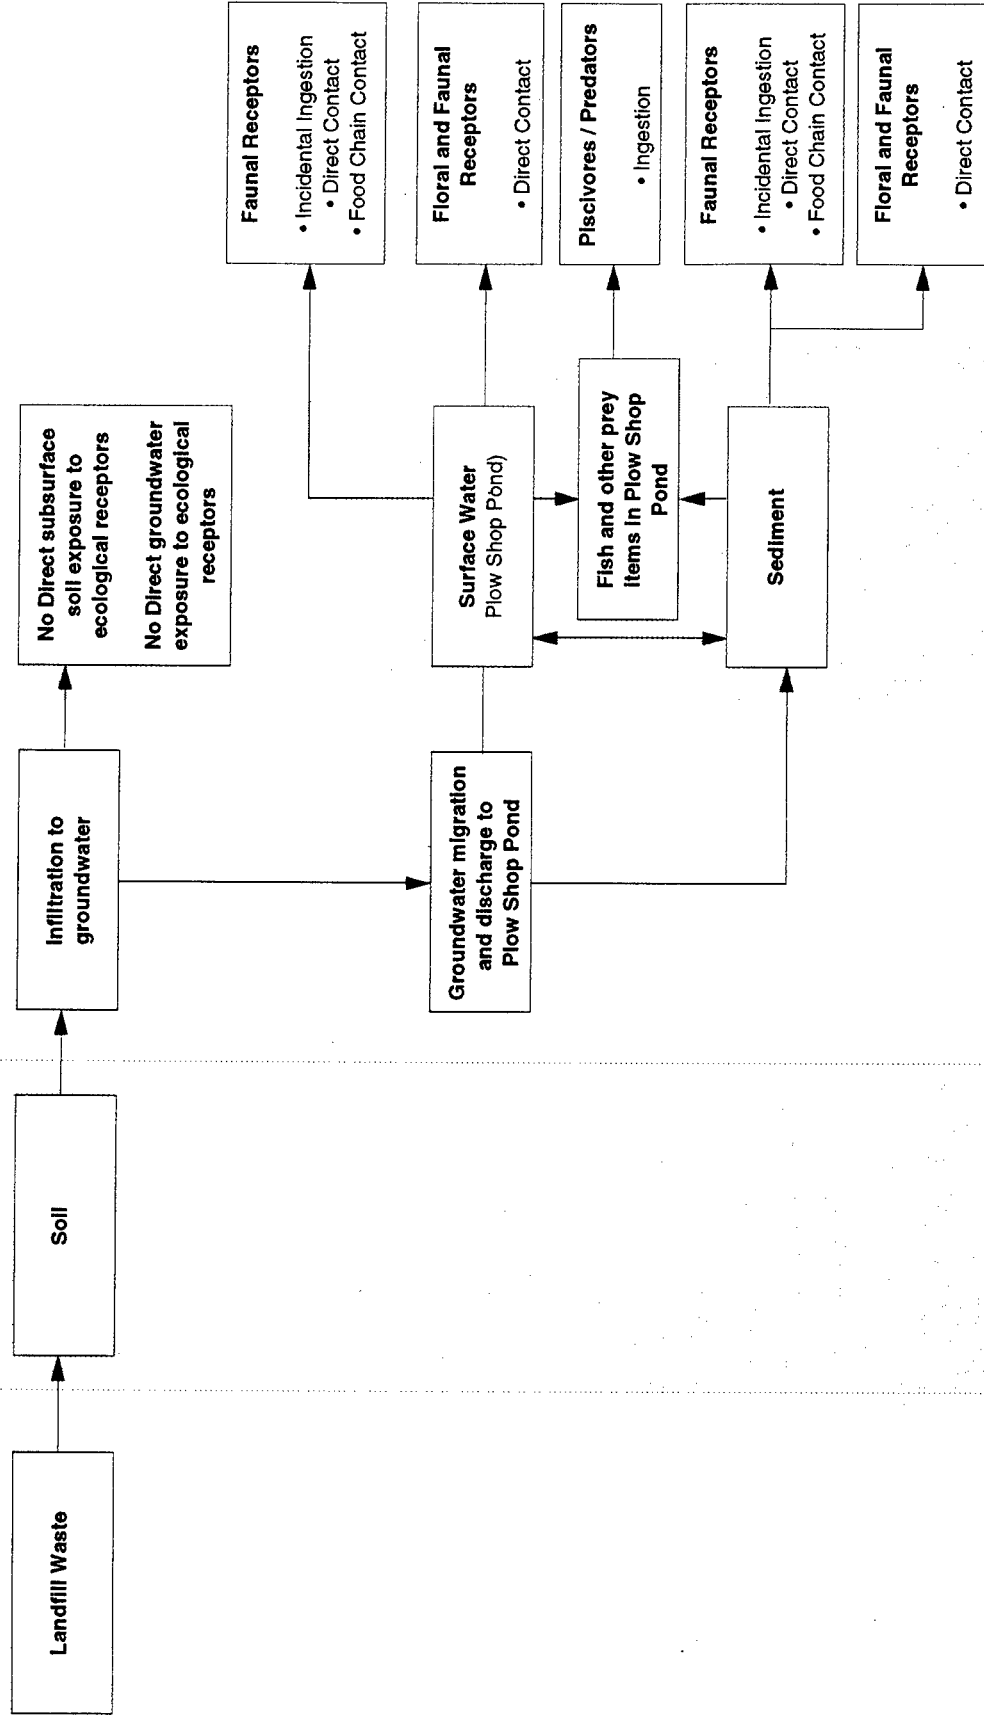 Landfill Waste
Soil
Infiltration to
groundwater
No Direct subsurface
soil exposure to
ecological receptors
No Direct groundwater
exposure to ecological
receptors
Groundwater migration
and discharge to
Plow Shop Pond
Surface Water
Plow Shop Pond)
Fish and other prey
items in Plow Shop
Pond
Sediment
Faunal Receptors
• Incidental Ingestion
• Direct Contact
• Food Chain Contact
Floral and Faunal
Receptors
• Direct Contact
Piscivores / Predators
• Ingestion
Faunal Receptors
• Incidental Ingestion
• Direct Contact
• Food Chain Contact
Floral and Faunal
Receptors
• Direct Contact